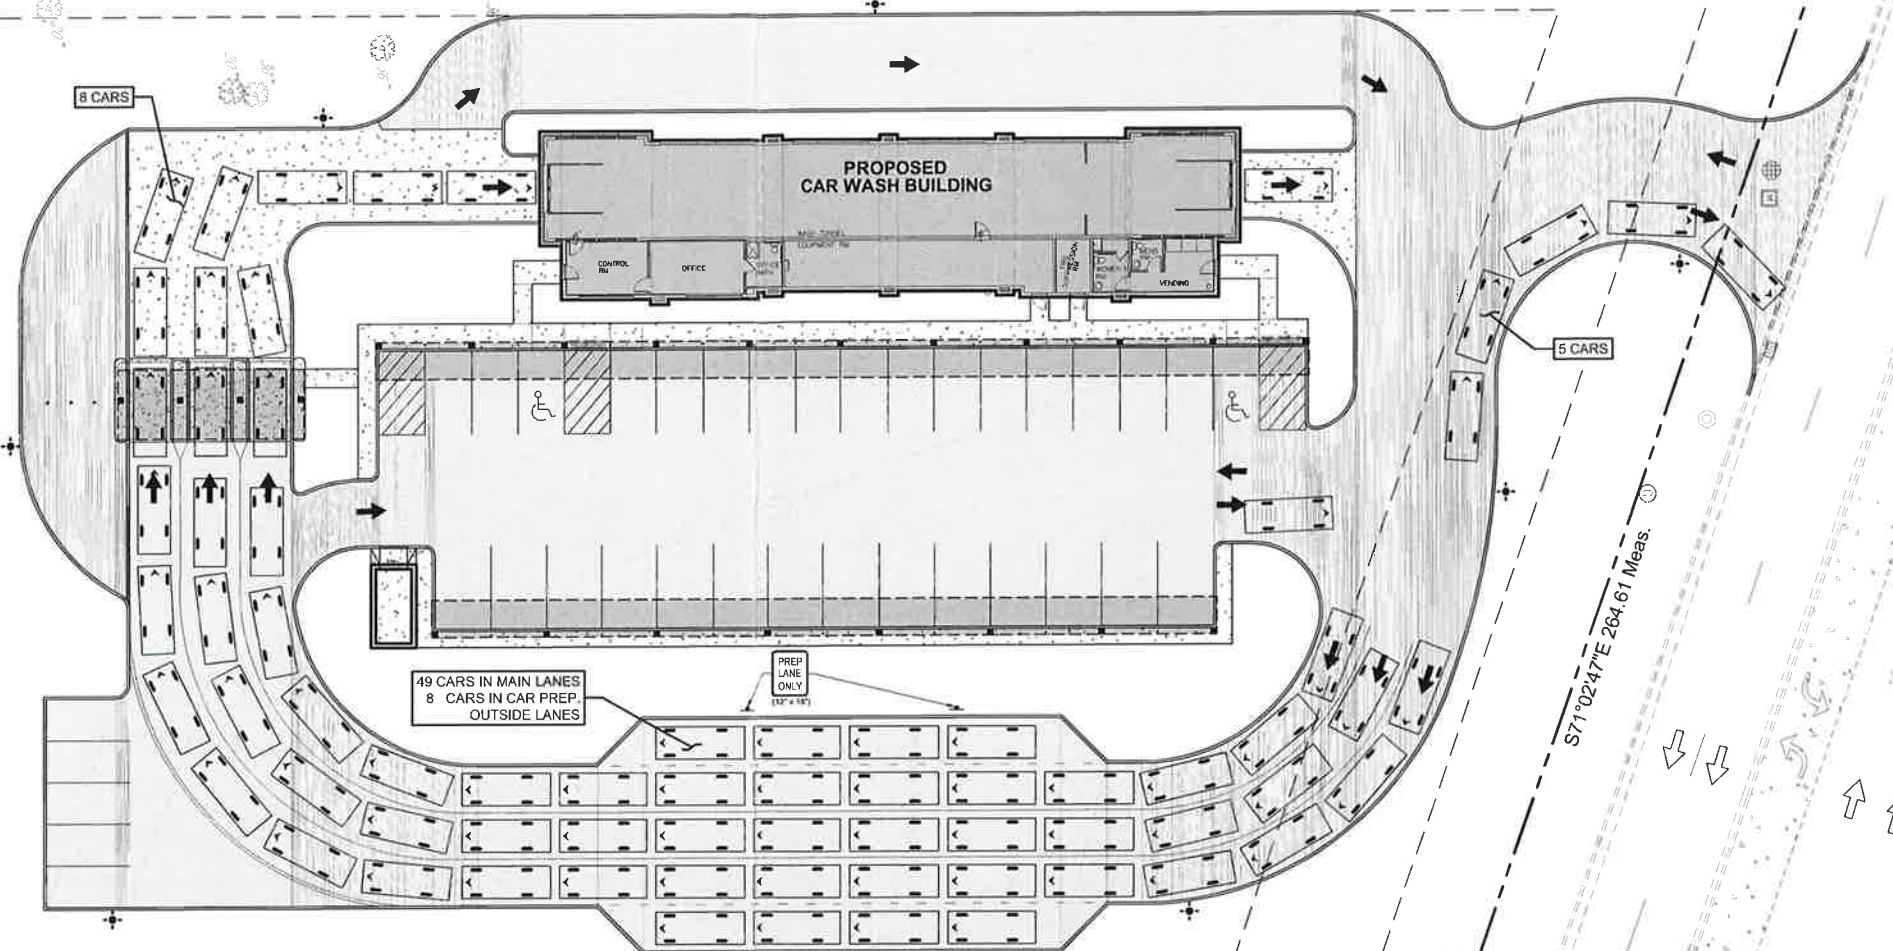 8 CARS
PROPOSED
CAR WASH BUILDING
CONTROL
RM
OFFICE
VENDING
5 CARS
PREP
LANE
ONLY
49 CARS IN MAIN LANES
8 CARS IN CAR PREP.
OUTSIDE LANES
S71°02'47"E 264.61 Meas.